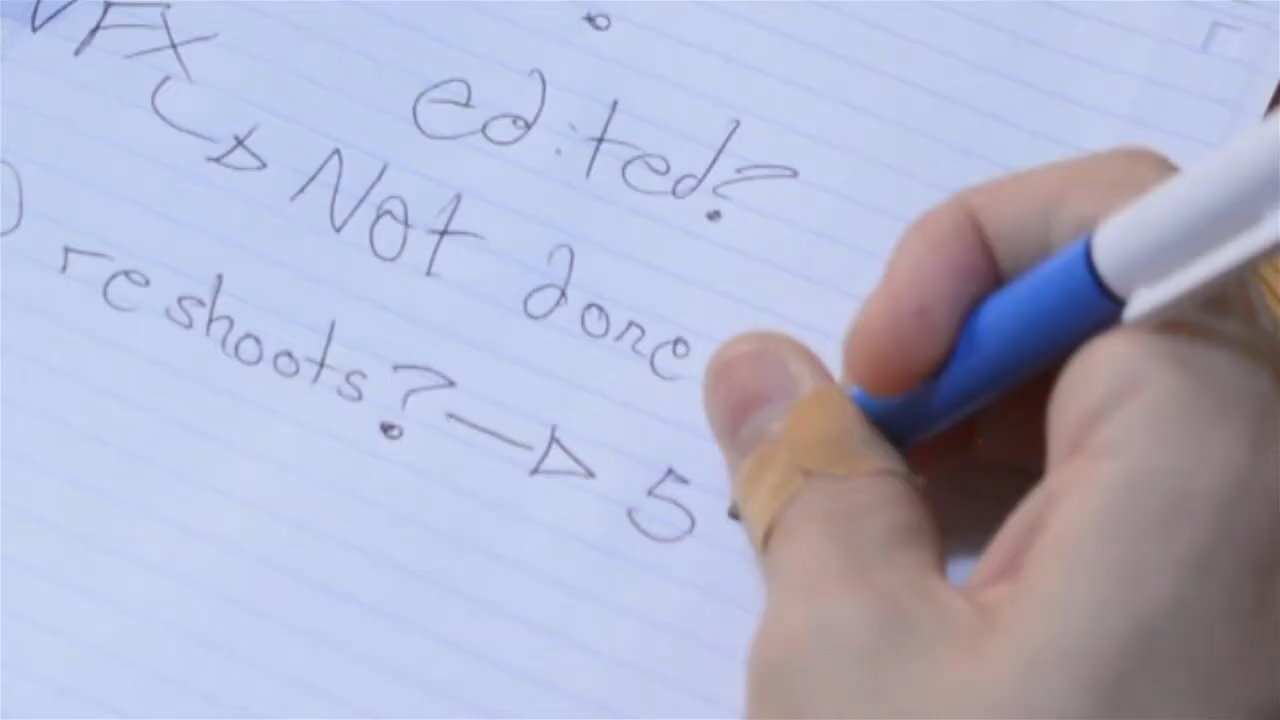 VFX
edited?
Not done
reshoots? → 5